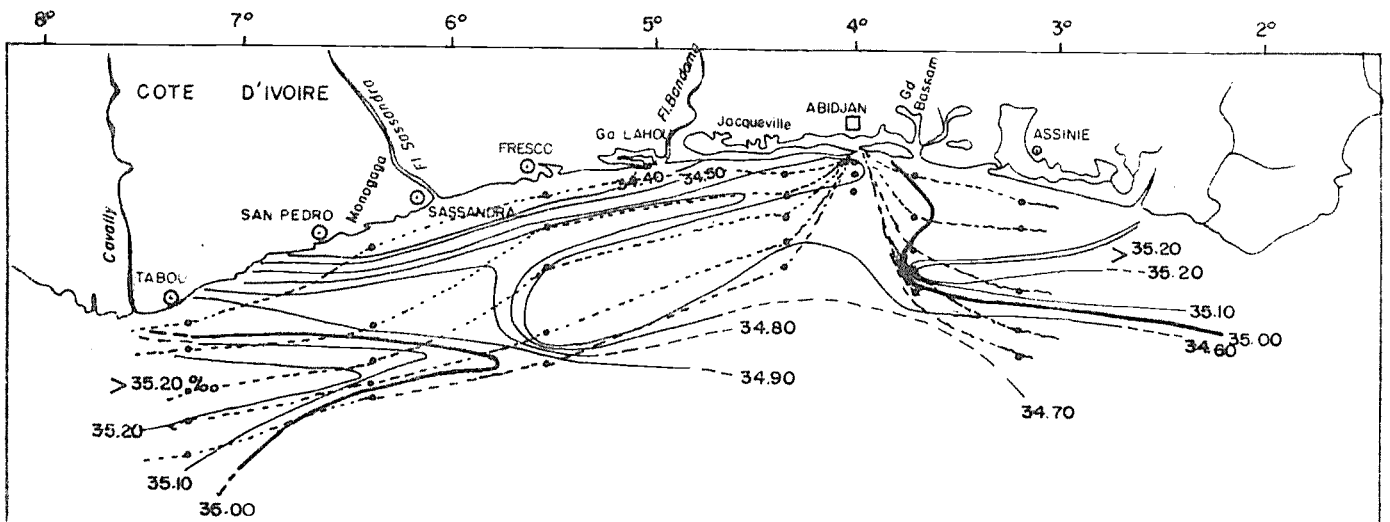 8° 7° 6° 5° 4° 3° 2°
COTE D'IVOIRE
Cavally
Fl Sassandra
Monogaga
Fl. Bandama
Gd Bassam
ABIDJAN
Jacqueville
Ga LAHOU
ASSINIE
FRESCO
SASSANDRA
SAN PEDRO
TABOU
34.40
34.50
>35.20
35.20
35.10
35.00
34.60
34.80
34.90
34.70
>35.20‰
35.20
35.10
35.00